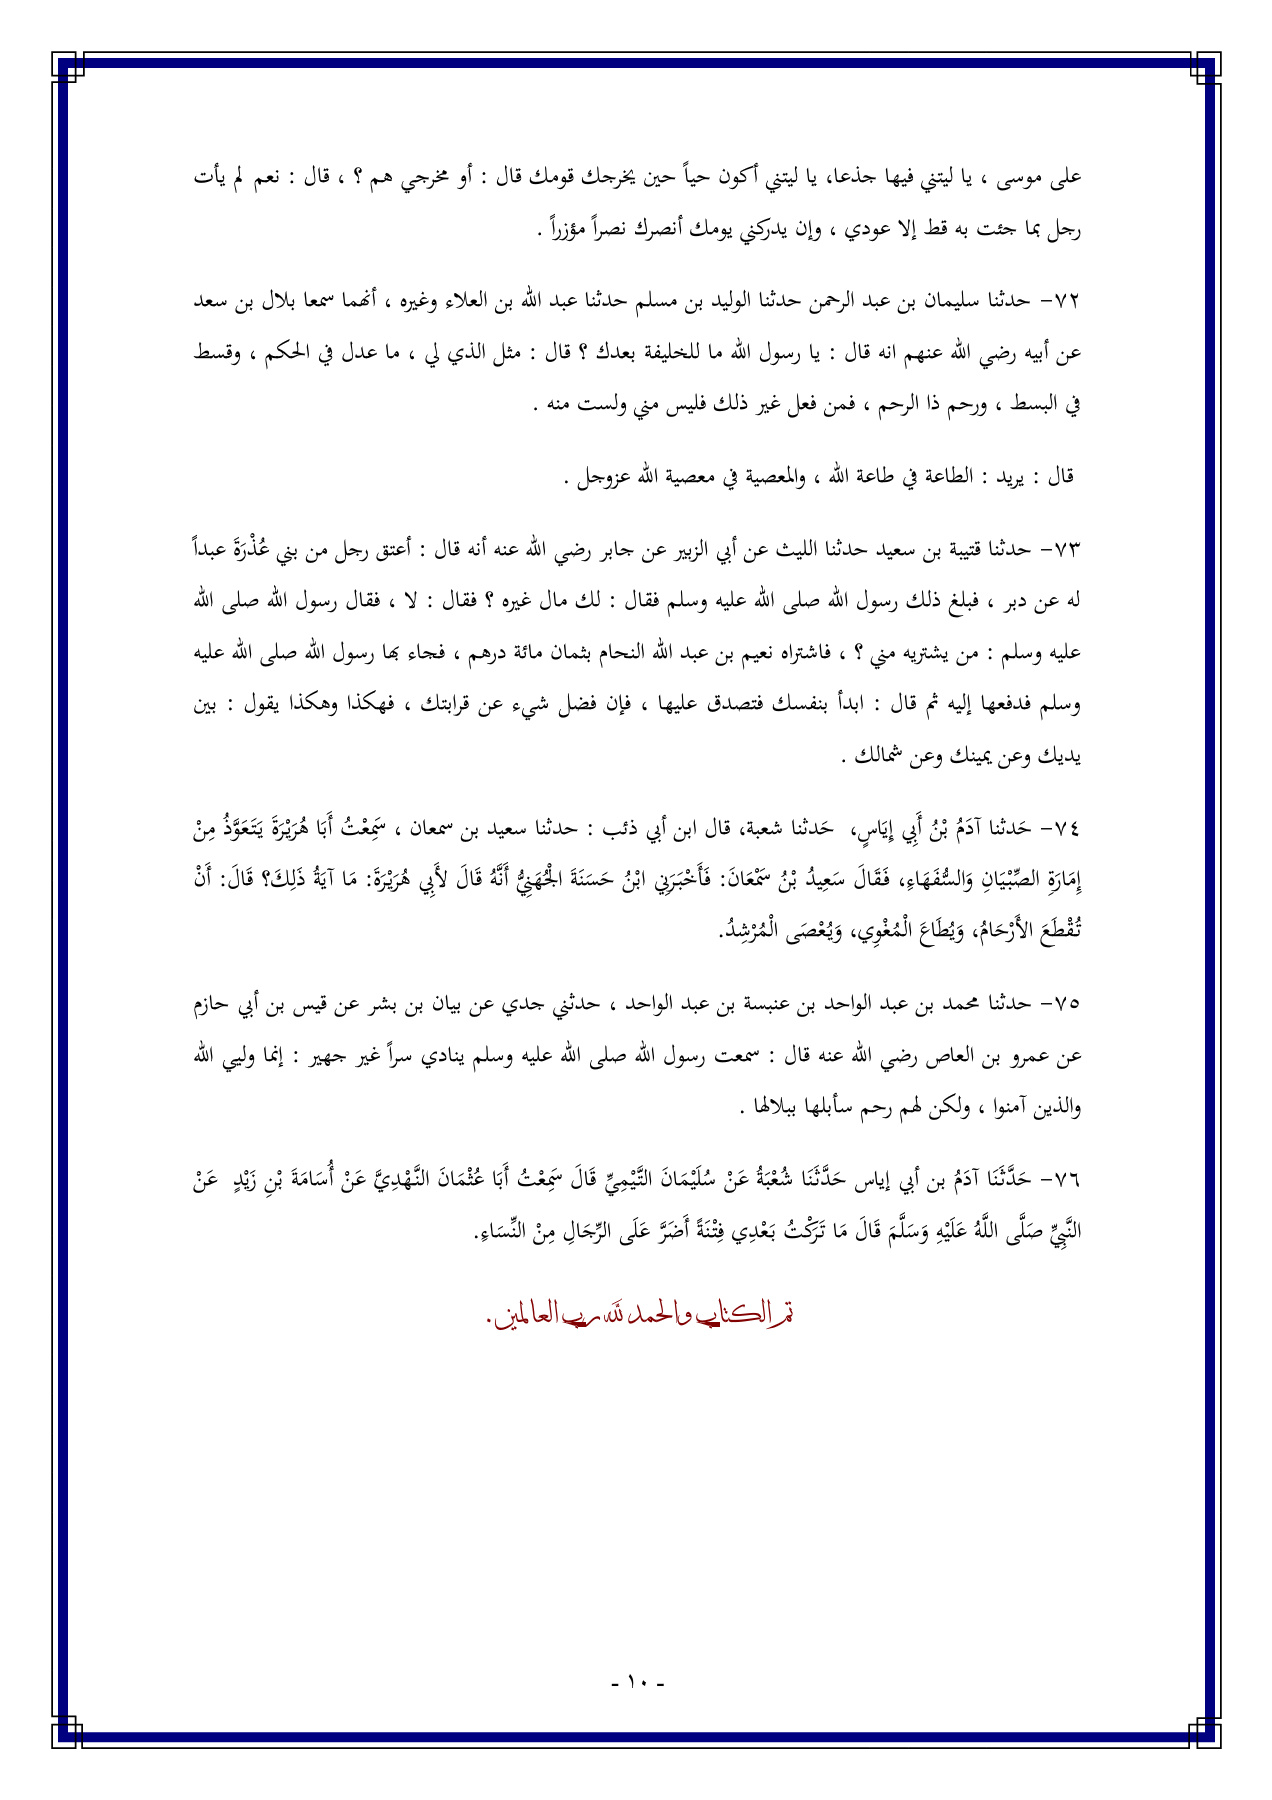 على موسى ، يا ليتني فيها جذعا، يا ليتني أكون حياً حين يخرجك قومك قال : أو مخرجي هم ؟ ، قال : نعم لم يأت
رجل بما جئت به قط إلا عودي ، وإن يدركني يومك أنصرك نصراً مؤزراً .
٧٢- حدثنا سليمان بن عبد الرحمن حدثنا الوليد بن مسلم حدثنا عبد الله بن العلاء وغيره ، أنهما سمعا بلال بن سعد
عن أبيه رضي الله عنهم انه قال : يا رسول الله ما للخليفة بعدك ؟ قال : مثل الذي لي ، ما عدل في الحكم ، وقسط
في البسط ، ورحم ذا الرحم ، فمن فعل غير ذلك فليس مني ولست منه .
قال : يريد : الطاعة في طاعة الله ، والمعصية في معصية الله عزوجل .
٧٣- حدثنا قتيبة بن سعيد حدثنا الليث عن أبي الزبير عن جابر رضي الله عنه أنه قال : أعتق رجل من بني عُذْرَةَ عبداً
له عن دبر ، فبلغ ذلك رسول الله صلى الله عليه وسلم فقال : لك مال غيره ؟ فقال : لا ، فقال رسول الله صلى الله
عليه وسلم : من يشتريه مني ؟ ، فاشتراه نعيم بن عبد الله النحام بثمان مائة درهم ، فجاء بها رسول الله صلى الله عليه
وسلم فدفعها إليه ثم قال : ابدأ بنفسك فتصدق عليها ، فإن فضل شيء عن قرابتك ، فهكذا وهكذا يقول : بين
يديك وعن يمينك وعن شمالك .
٧٤- حَدثنا آدَمُ بْنُ أَبِي إِيَاسٍ، حَدثنا شعبة، قال ابن أبي ذئب : حدثنا سعيد بن سمعان ، سَمِعْتُ أَبَا هُرَيْرَةَ يَتَعَوَّذُ مِنْ
إِمَارَةِ الصِّبْيَانِ وَالسُّفَهَاءِ، فَقَالَ سَعِيدُ بْنُ سَمْعَانَ: فَأَخْبَرَنِي ابْنُ حَسَنَةَ الْجُهَنِيُّ أَنَّهُ قَالَ لأَبِي هُرَيْرَةَ: مَا آيَةُ ذَلِكَ؟ قَالَ: أَنْ
تُقْطَعَ الأَرْحَامُ، وَيُطَاعَ الْمُغْوِي، وَيُعْصَى الْمُرْشِدُ.
٧٥- حدثنا محمد بن عبد الواحد بن عنبسة بن عبد الواحد ، حدثني جدي عن بيان بن بشر عن قيس بن أبي حازم
عن عمرو بن العاص رضي الله عنه قال : سمعت رسول الله صلى الله عليه وسلم ينادي سراً غير جهير : إنما وليي الله
والذين آمنوا ، ولكن لهم رحم سأبلها ببلالها .
٧٦- حَدَّثَنَا آدَمُ بن أبي إياس حَدَّثَنَا شُعْبَةُ عَنْ سُلَيْمَانَ التَّيْمِيِّ قَالَ سَمِعْتُ أَبَا عُثْمَانَ النَّهْدِيَّ عَنْ أُسَامَةَ بْنِ زَيْدٍ عَنْ
النَّبِيِّ صَلَّى اللَّهُ عَلَيْهِ وَسَلَّمَ قَالَ مَا تَرَكْتُ بَعْدِي فِتْنَةً أَضَرَّ عَلَى الرِّجَالِ مِنْ النِّسَاءِ.
تم الكتاب والحمد لله رب العالمين.
- ١٠ -